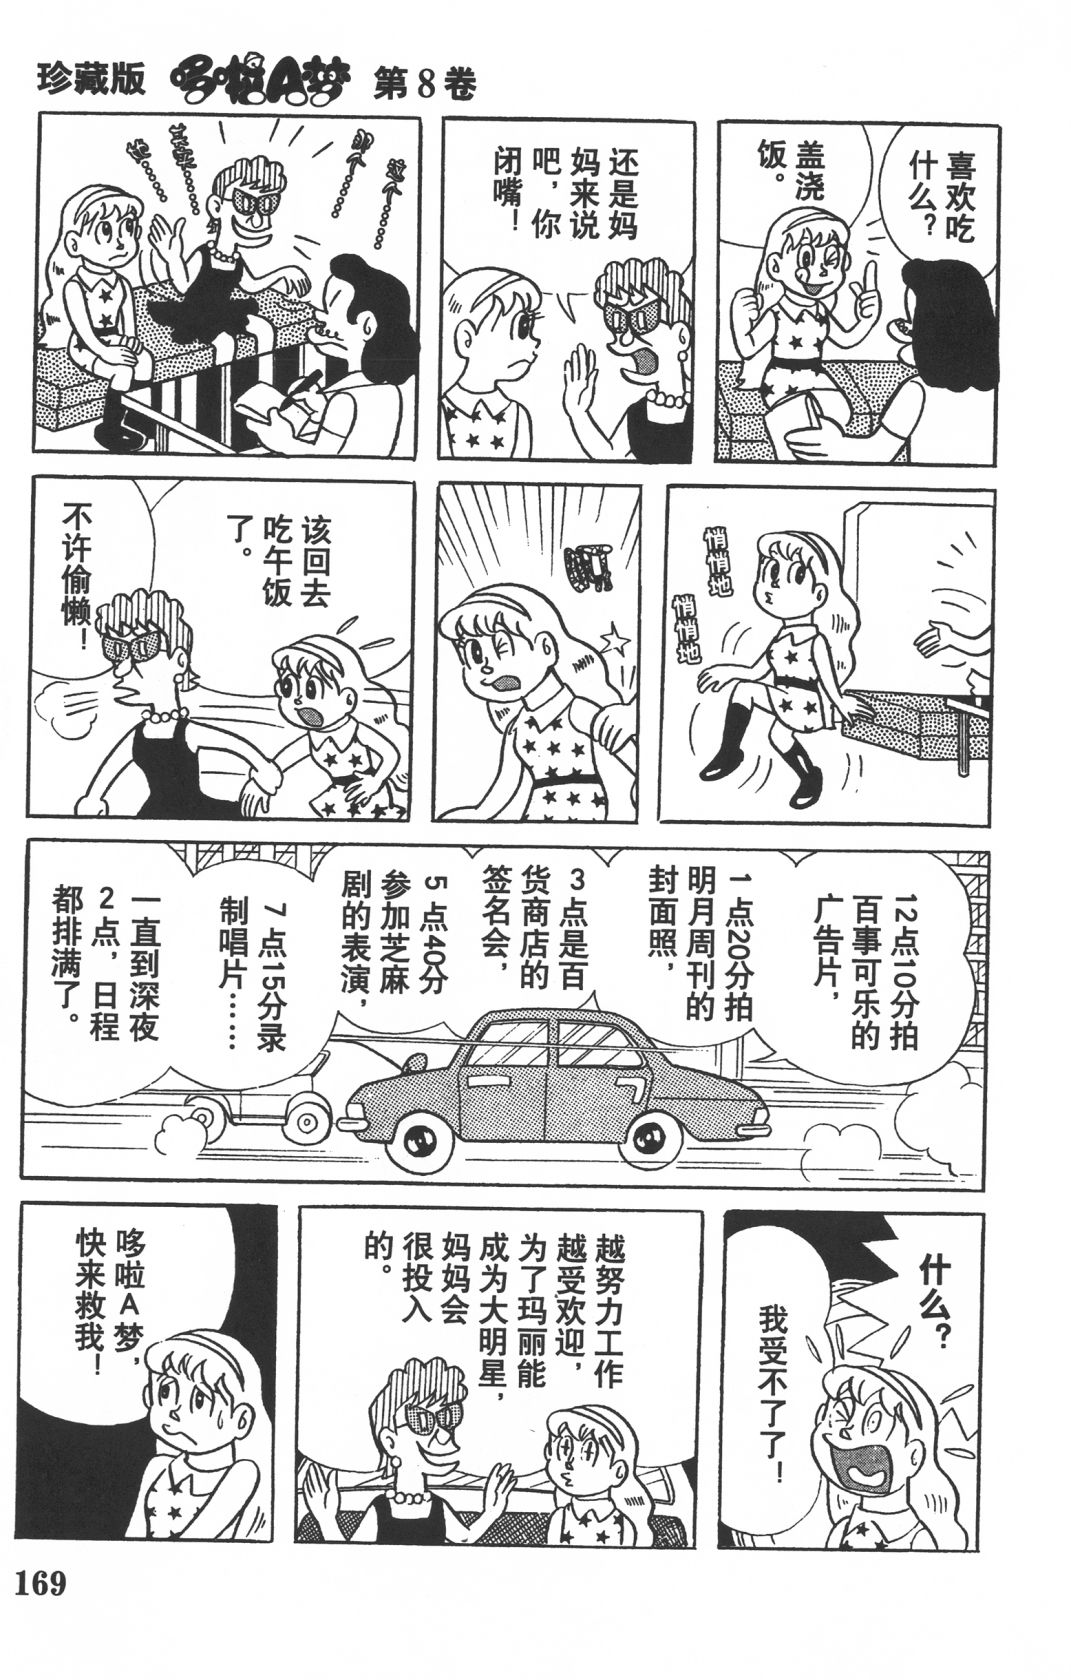 珍藏版 哆啦A梦 第8卷
喜欢吃
什么？
盖浇
饭。
还是妈
妈来说
吧，你
闭嘴！
这个……
那个……
其实……
他……
悄悄地
悄悄地
该回去
吃午饭
了。
不许偷懒！
12点10分拍
百事可乐的
广告片，
1点20分拍
明月周刊的
封面照，
3点是百
货商店的
签名会，
5点40分
参加芝麻
剧的表演，
7点15分录
制唱片……
一直到深夜
2点，日程
都排满了。
什么？
我受不了了！
越努力工作
越受欢迎，
为了玛丽能
成为大明星，
妈妈会
很投入
的。
哆啦A梦，
快来救我！
169